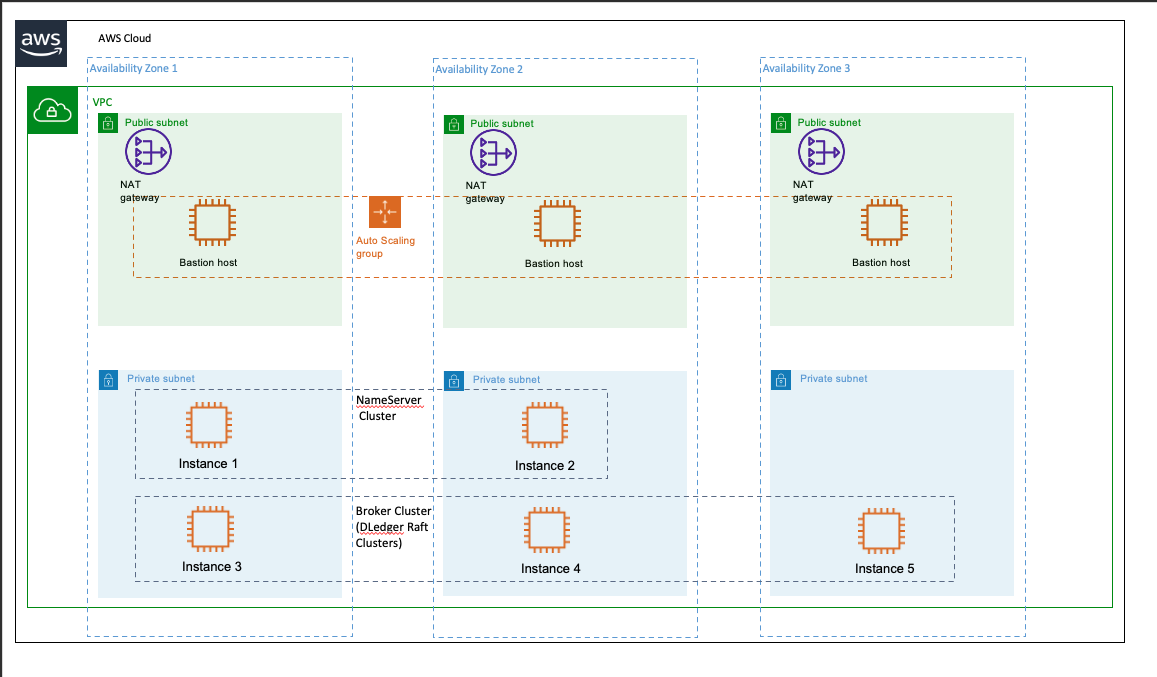 aws
AWS Cloud
Availability Zone 1
Availability Zone 2
Availability Zone 3
VPC
Public subnet
Public subnet
Public subnet
NAT
gateway
NAT
gateway
NAT
gateway
Auto Scaling
group
Bastion host
Bastion host
Bastion host
Private subnet
Private subnet
Private subnet
NameServer
Cluster
Instance 1
Instance 2
Broker Cluster
(DLedger Raft
Clusters)
Instance 3
Instance 4
Instance 5